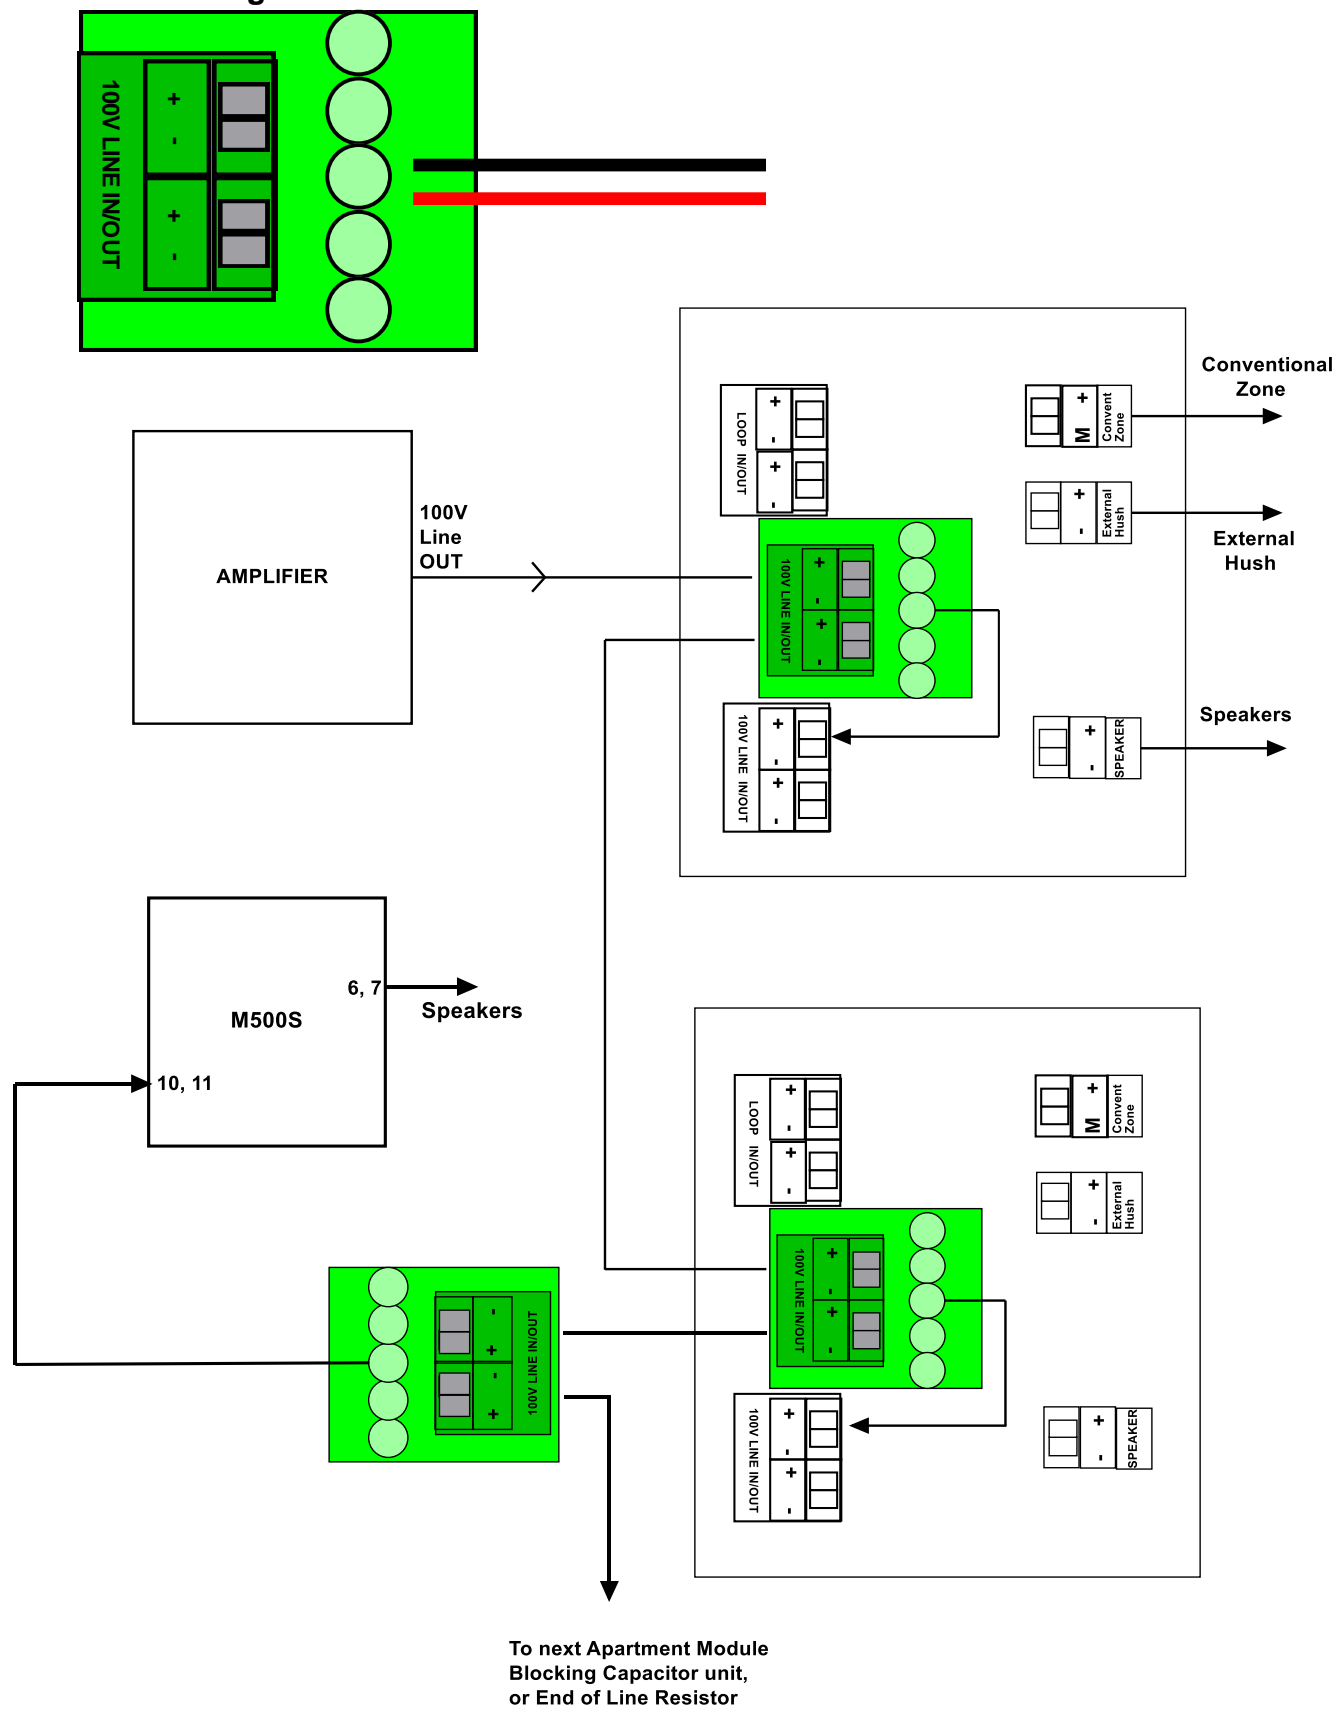 g
100V LINE IN/OUT
+
-
+
-
Conventional
Zone
LOOP IN/OUT
+
-
+
-
M +
Convent
Zone
- +
External
Hush
External
Hush
100V
Line
OUT
AMPLIFIER
100V LINE IN/OUT
+
-
+
-
100V LINE IN/OUT
+
-
+
-
- +
SPEAKER
Speakers
M500S
6, 7
Speakers
10, 11
LOOP IN/OUT
+
-
+
-
M +
Convent
Zone
- +
External
Hush
100V LINE IN/OUT
+
-
+
-
100V LINE IN/OUT
-
+
-
+
100V LINE IN/OUT
+
-
+
-
- +
SPEAKER
To next Apartment Module
Blocking Capacitor unit,
or End of Line Resistor